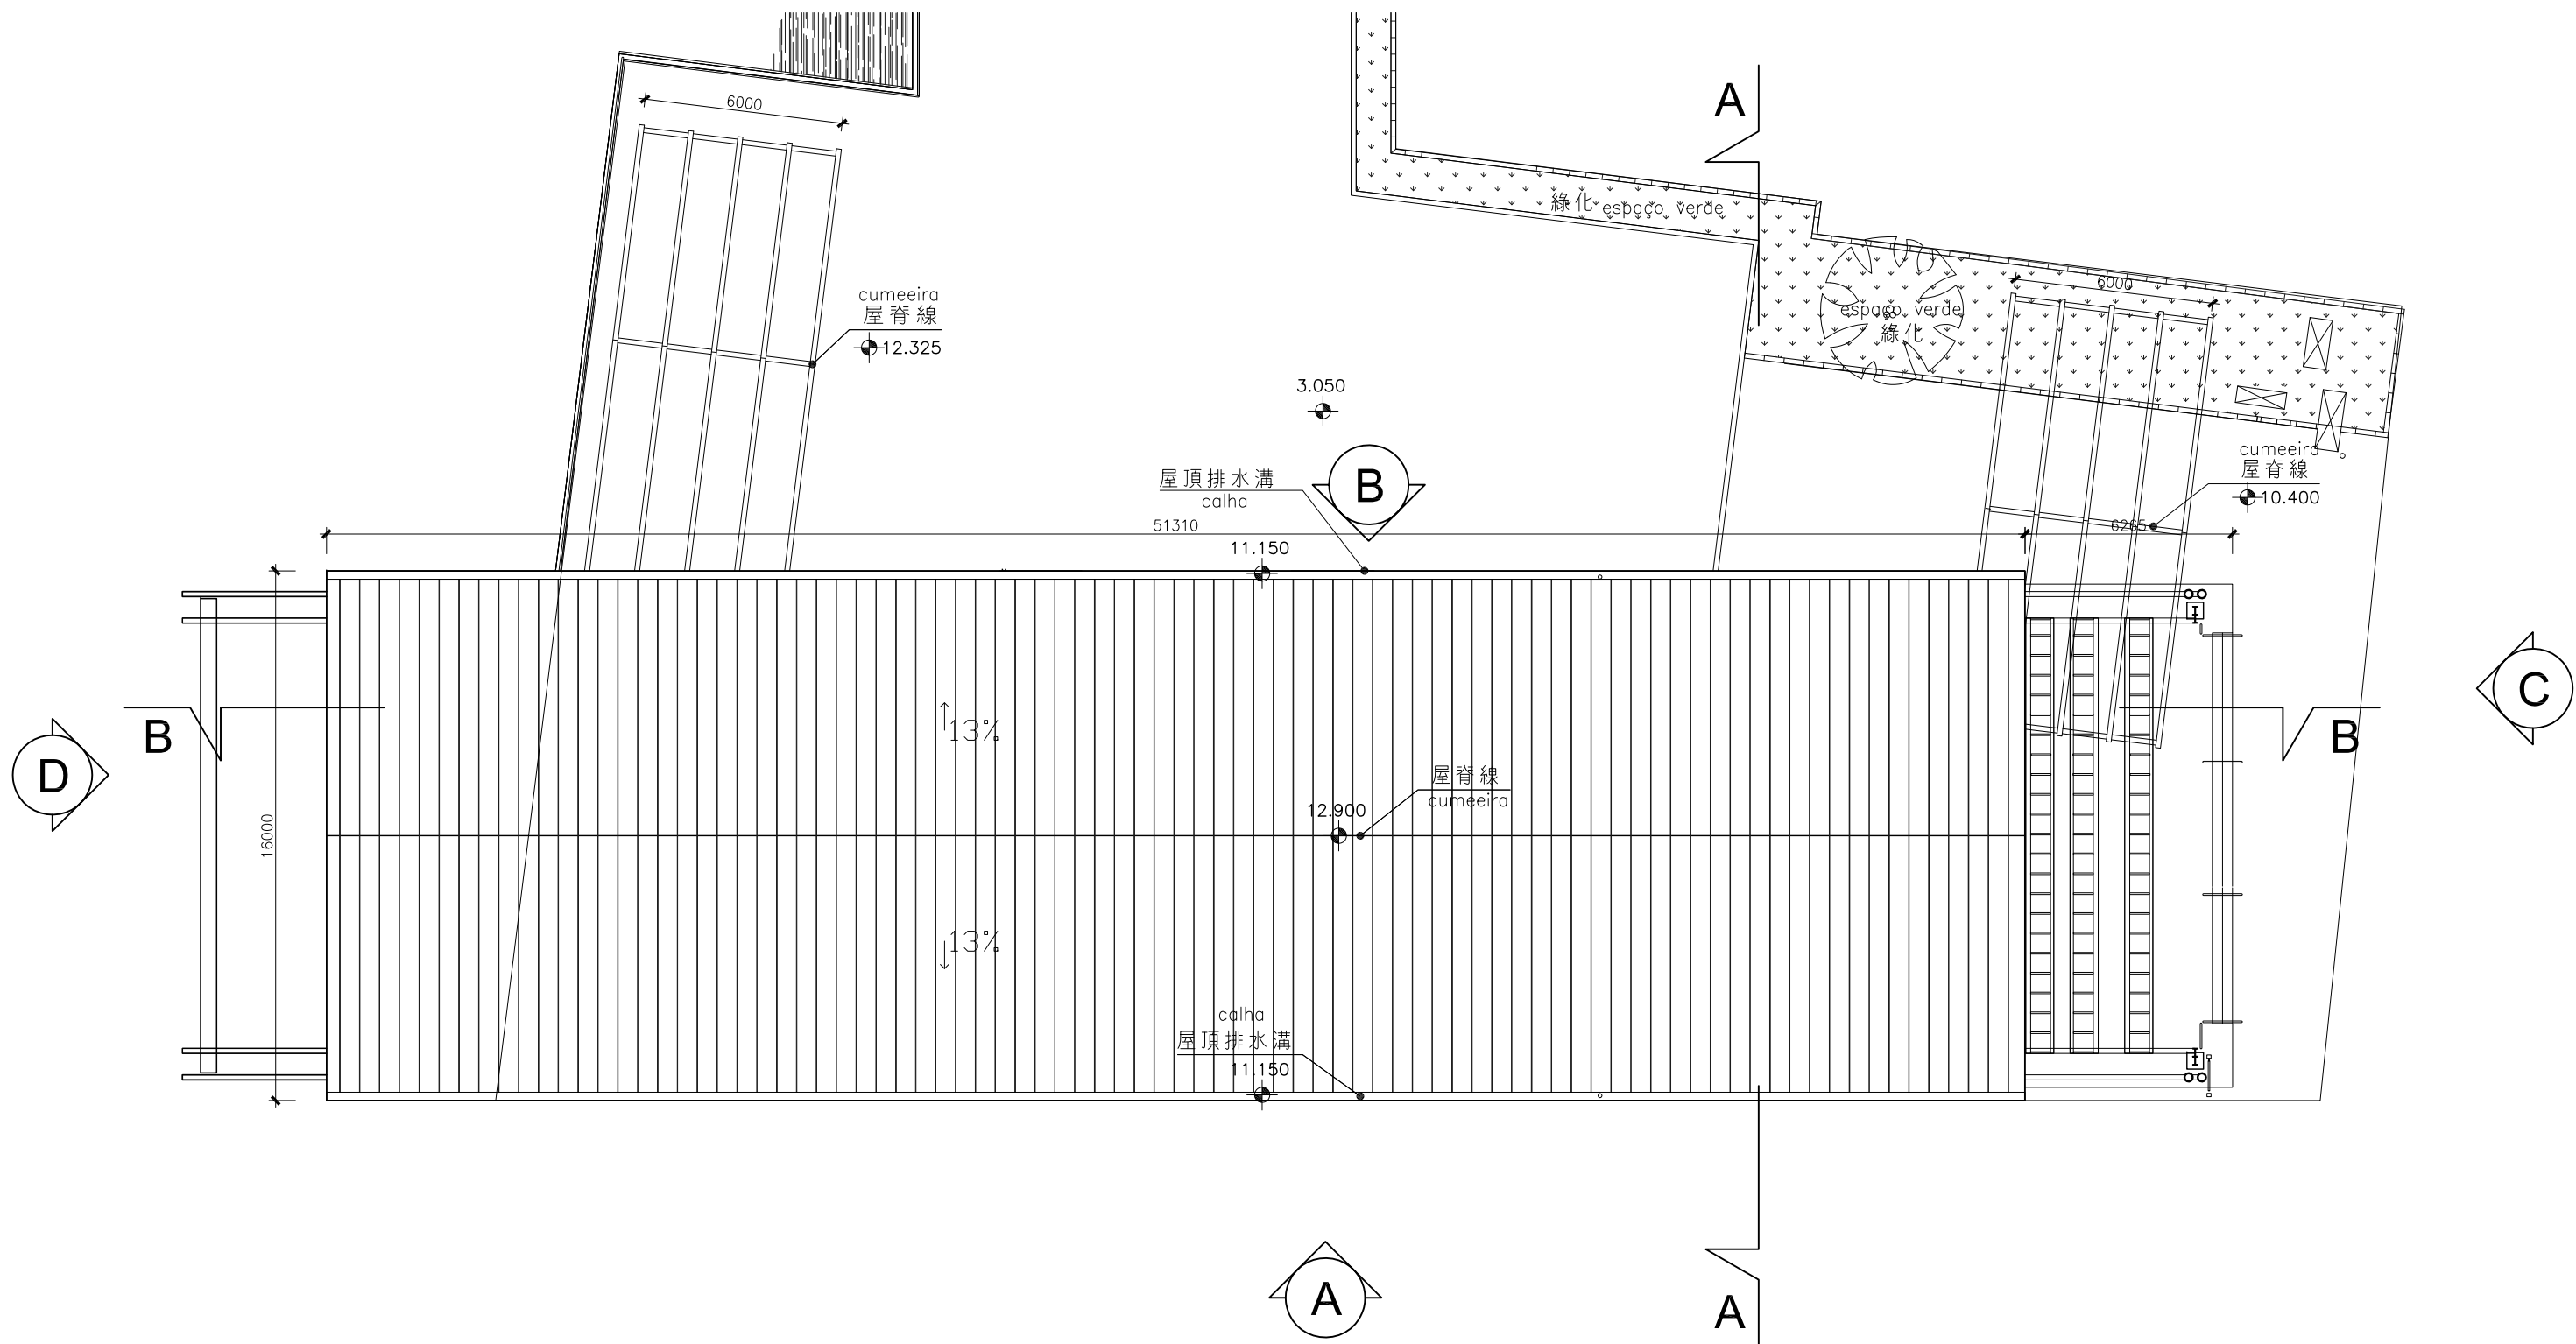 6000
A
綠化 espaço verde
cumeeira
屋脊線
12.325
6000
espaço verde
綠化
3.050
cumeeira
屋脊線
10.400
屋頂排水溝
calha
B
51310
6265
11.150
C
B
13%
B
D
屋脊線
cumeeira
12.900
16000
13%
calha
屋頂排水溝
11.150
A
A